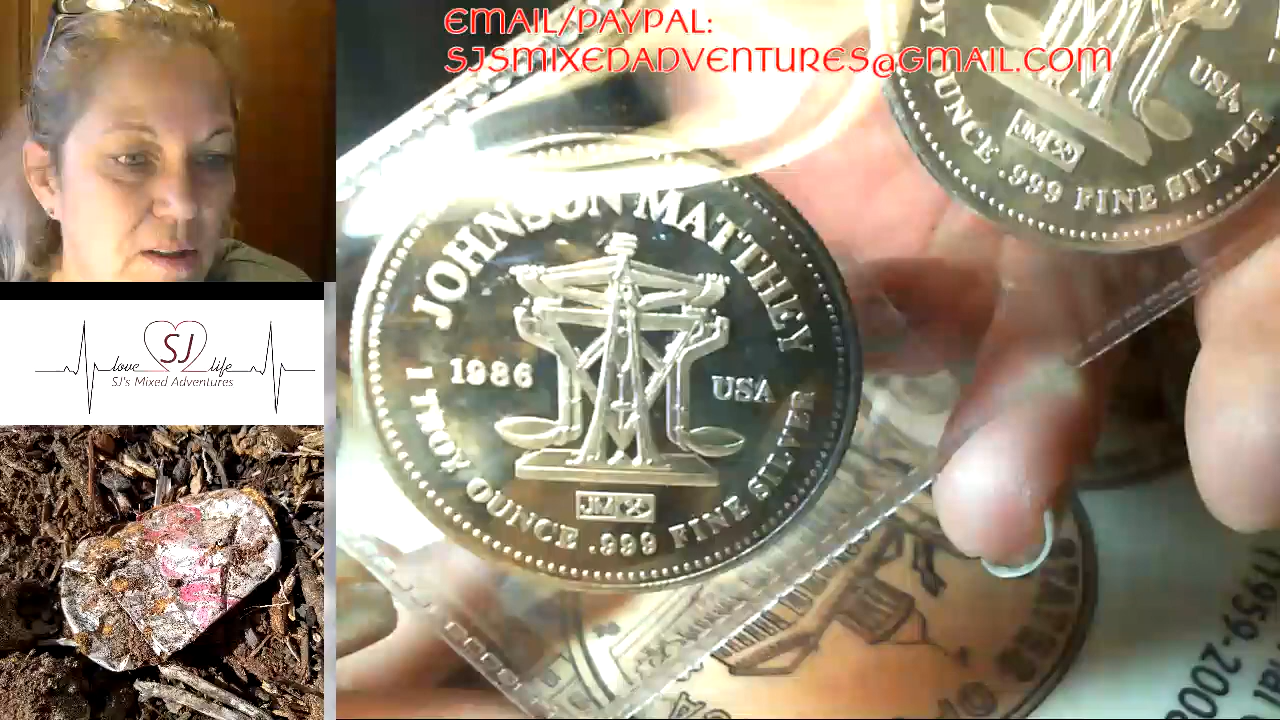 EMAIL/PAYPAL:
SJSMIXEDADVENTURES@GMAIL.COM
SJ
love life
SJ's Mixed Adventures
JOHNSON MATTHEY
1986
USA
JM
1 TROY OUNCE .999 FINE SILVER
USA
JM
OUNCE .999 FINE SILVER
1959-2008